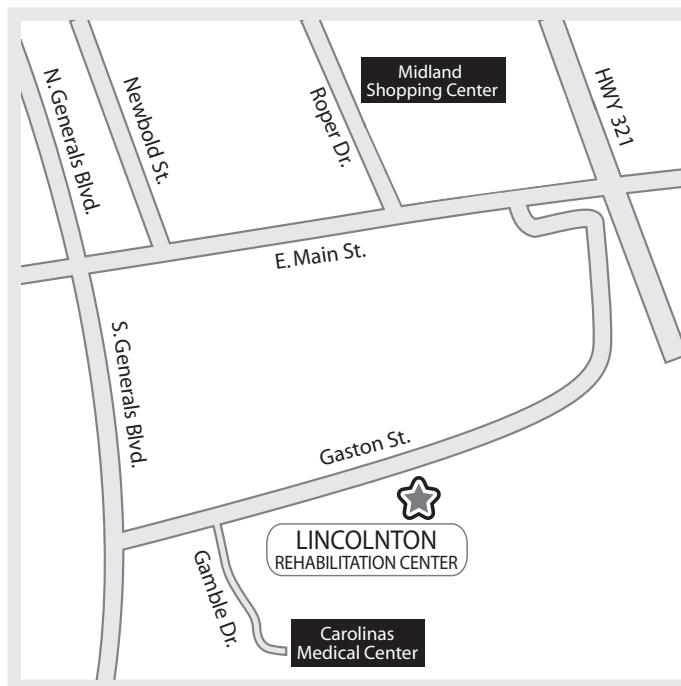 Midland
Shopping Center
N. Generals Blvd.
Newbold St.
Roper Dr.
HWY 321
E. Main St.
S. Generals Blvd.
Gaston St.
LINCOLNTON
REHABILITATION CENTER
Gamble Dr.
Carolinas
Medical Center